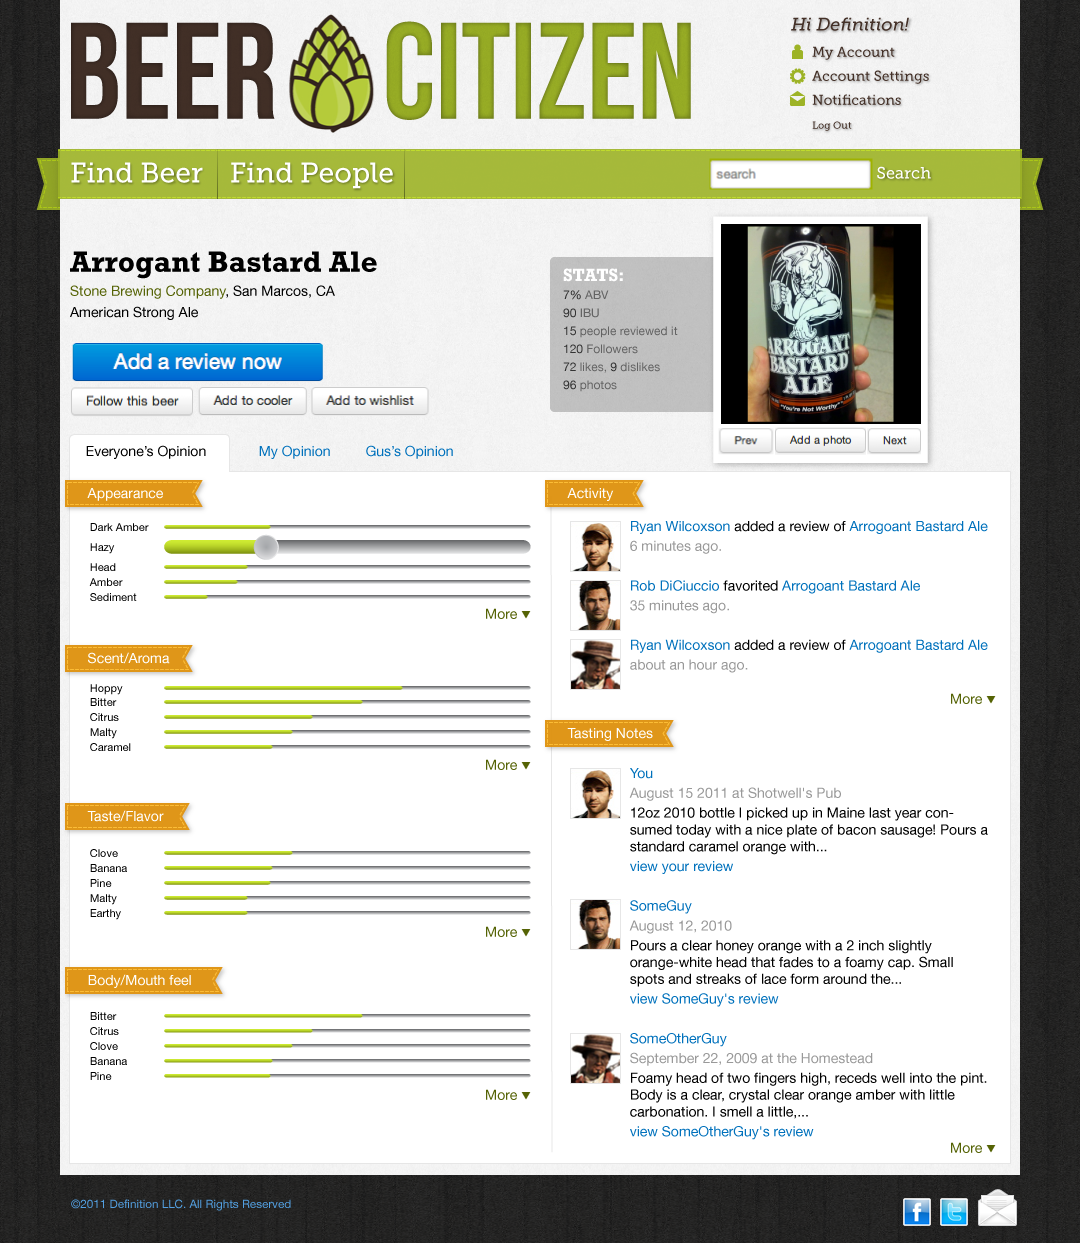 BEER CITIZEN
Hi Definition!
My Account
Account Settings
Notifications
Log Out
Find Beer
Find People
search
Search
Arrogant Bastard Ale
Stone Brewing Company, San Marcos, CA
American Strong Ale
Add a review now
Follow this beer
Add to cooler
Add to wishlist
STATS:
7% ABV
90 IBU
15 people reviewed it
120 Followers
72 likes, 9 dislikes
96 photos
ARROGANT
BASTARD
ALE
"You're Not Worthy"
Prev
Add a photo
Next
Everyone's Opinion
My Opinion
Gus's Opinion
Appearance
Dark Amber
Hazy
Head
Amber
Sediment
More
Scent/Aroma
Hoppy
Bitter
Citrus
Malty
Caramel
More
Taste/Flavor
Clove
Banana
Pine
Malty
Earthy
More
Body/Mouth feel
Bitter
Citrus
Clove
Banana
Pine
More
Activity
Ryan Wilcoxson added a review of Arrogoant Bastard Ale
6 minutes ago.
Rob DiCiuccio favorited Arrogoant Bastard Ale
35 minutes ago.
Ryan Wilcoxson added a review of Arrogoant Bastard Ale
about an hour ago.
More
Tasting Notes
You
August 15 2011 at Shotwell's Pub
12oz 2010 bottle I picked up in Maine last year con-
sumed today with a nice plate of bacon sausage! Pours a
standard caramel orange with...
view your review
SomeGuy
August 12, 2010
Pours a clear honey orange with a 2 inch slightly
orange-white head that fades to a foamy cap. Small
spots and streaks of lace form around the...
view SomeGuy's review
SomeOtherGuy
September 22, 2009 at the Homestead
Foamy head of two fingers high, receds well into the pint.
Body is a clear, crystal clear orange amber with little
carbonation. I smell a little,...
view SomeOtherGuy's review
More
©2011 Definition LLC. All Rights Reserved